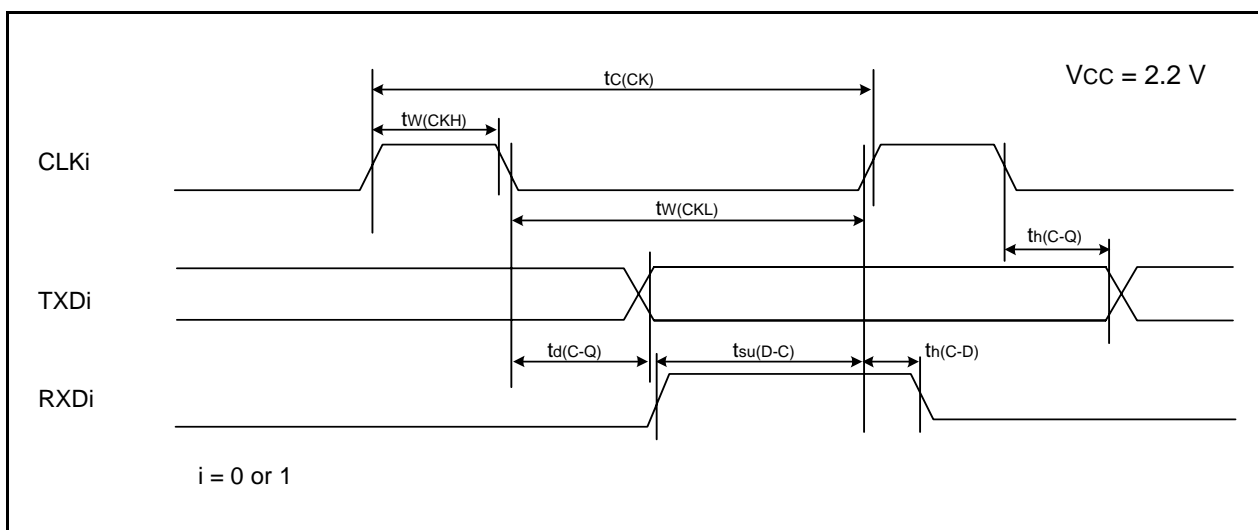 tC(CK)
VCC = 2.2 V
tW(CKH)
CLKi
tW(CKL)
th(C-Q)
TXDi
td(C-Q)
tsu(D-C)
th(C-D)
RXDi
i = 0 or 1